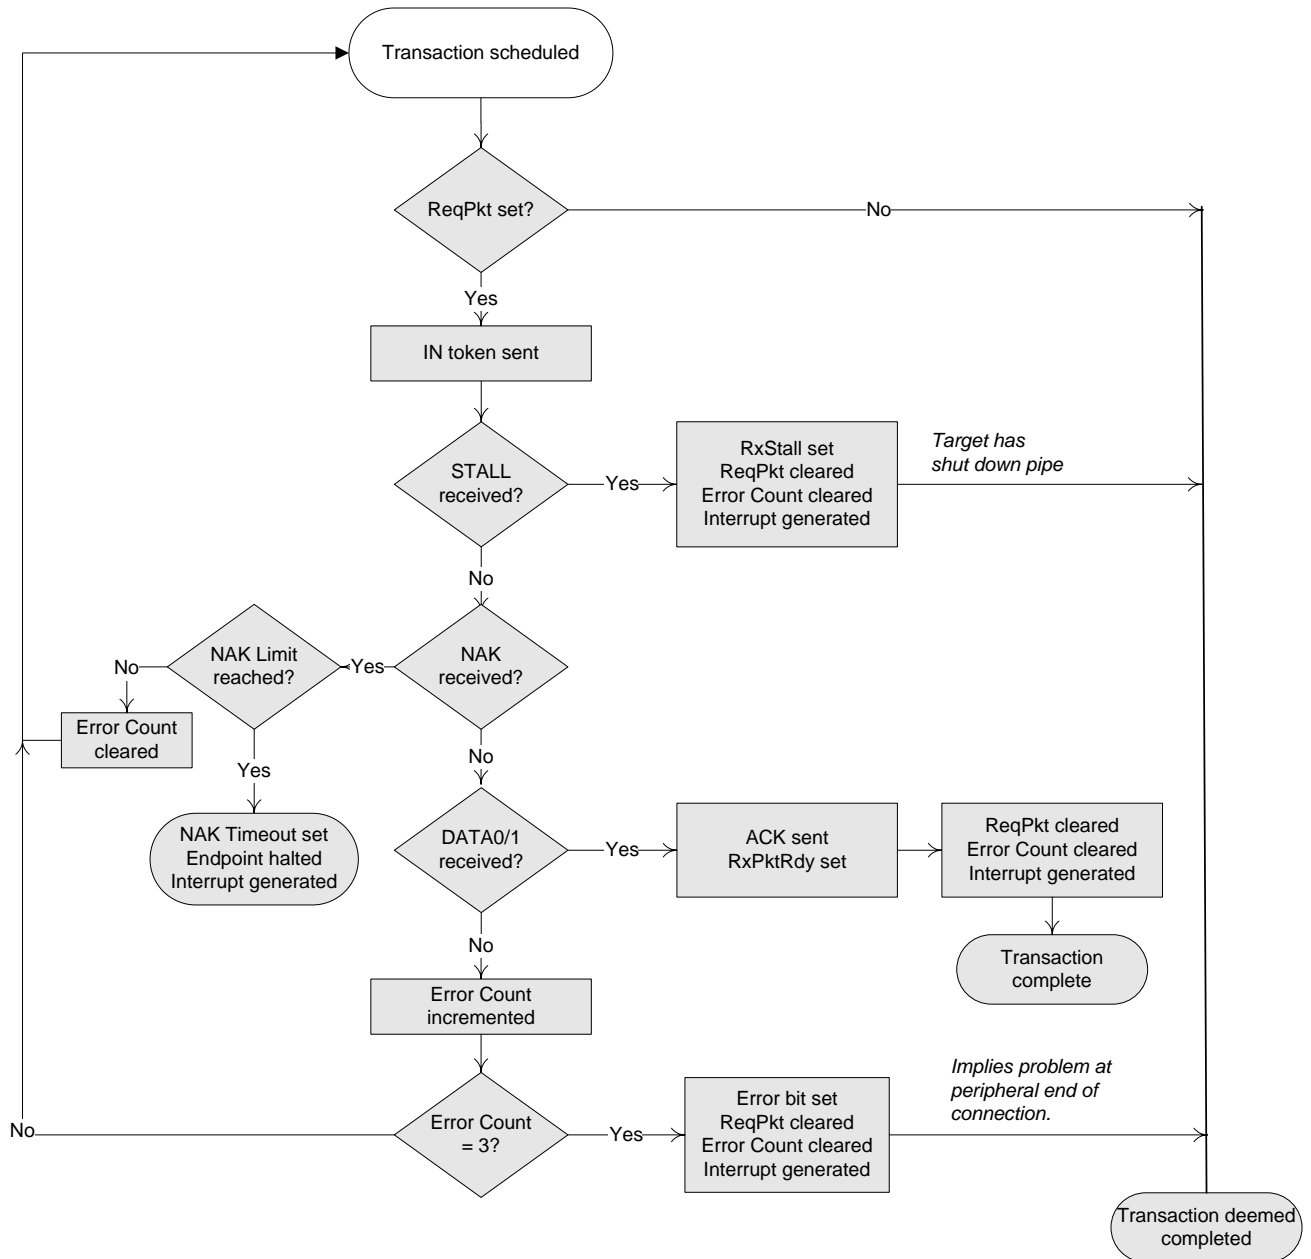 Transaction scheduled
ReqPkt set?
No
Yes
IN token sent
STALL
received?
Yes
RxStall set
ReqPkt cleared
Error Count cleared
Interrupt generated
Target has
shut down pipe
No
NAK
received?
Yes
NAK Limit
reached?
No
Error Count
cleared
Yes
NAK Timeout set
Endpoint halted
Interrupt generated
No
DATA0/1
received?
Yes
ACK sent
RxPktRdy set
ReqPkt cleared
Error Count cleared
Interrupt generated
Transaction
complete
No
Error Count
incremented
Error Count
= 3?
No
Yes
Error bit set
ReqPkt cleared
Error Count cleared
Interrupt generated
Implies problem at
peripheral end of
connection.
Transaction deemed
completed